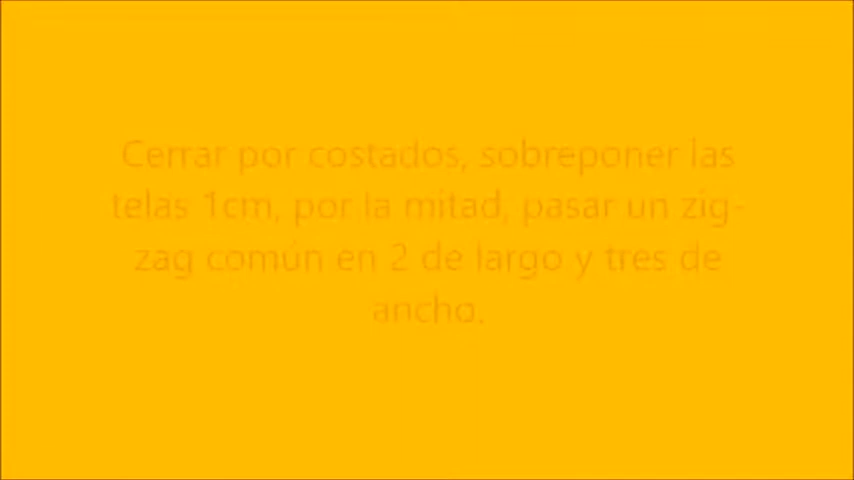 Cerrar por costados, sobreponer las
telas 1cm, por la mitad, pasar un zig-
zag común en 2 de largo y tres de
ancho.